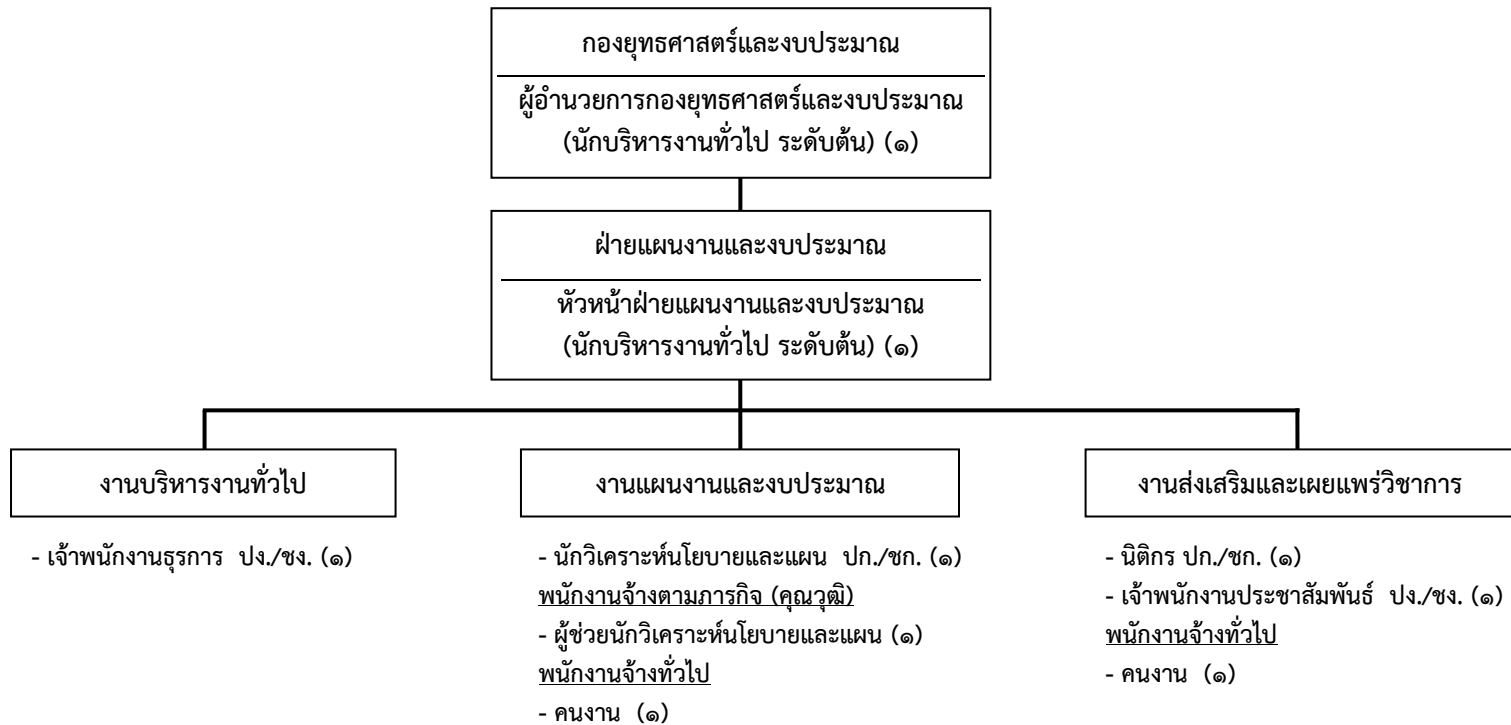 กองยุทธศาสตร์และงบประมาณ
ผู้อำนวยการกองยุทธศาสตร์และงบประมาณ
(นักบริหารงานทั่วไป ระดับต้น) (๑)
ฝ่ายแผนงานและงบประมาณ
หัวหน้าฝ่ายแผนงานและงบประมาณ
(นักบริหารงานทั่วไป ระดับต้น) (๑)
งานบริหารงานทั่วไป
- เจ้าพนักงานธุรการ ปง./ชง. (๑)
งานแผนงานและงบประมาณ
- นักวิเคราะห์นโยบายและแผน ปก./ชก. (๑)
พนักงานจ้างตามภารกิจ (คุณวุฒิ)
- ผู้ช่วยนักวิเคราะห์นโยบายและแผน (๑)
พนักงานจ้างทั่วไป
- คนงาน (๑)
งานส่งเสริมและเผยแพร่วิชาการ
- นิติกร ปก./ชก. (๑)
- เจ้าพนักงานประชาสัมพันธ์ ปง./ชง. (๑)
พนักงานจ้างทั่วไป
- คนงาน (๑)